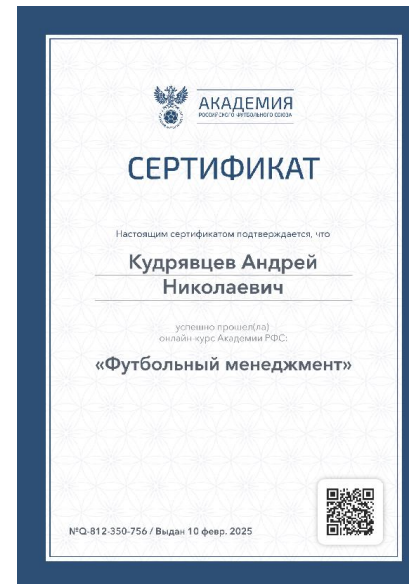 АКАДЕМИЯ
РОССИЙСКОГО ФУТБОЛЬНОГО СОЮЗА
СЕРТИФИКАТ
Настоящим сертификатом подтверждается, что
Кудрявцев Андрей
Николаевич
успешно прошел(ла)
онлайн-курс Академии РФС:
«Футбольный менеджмент»
№Q-812-350-756 / Выдан 10 февр. 2025